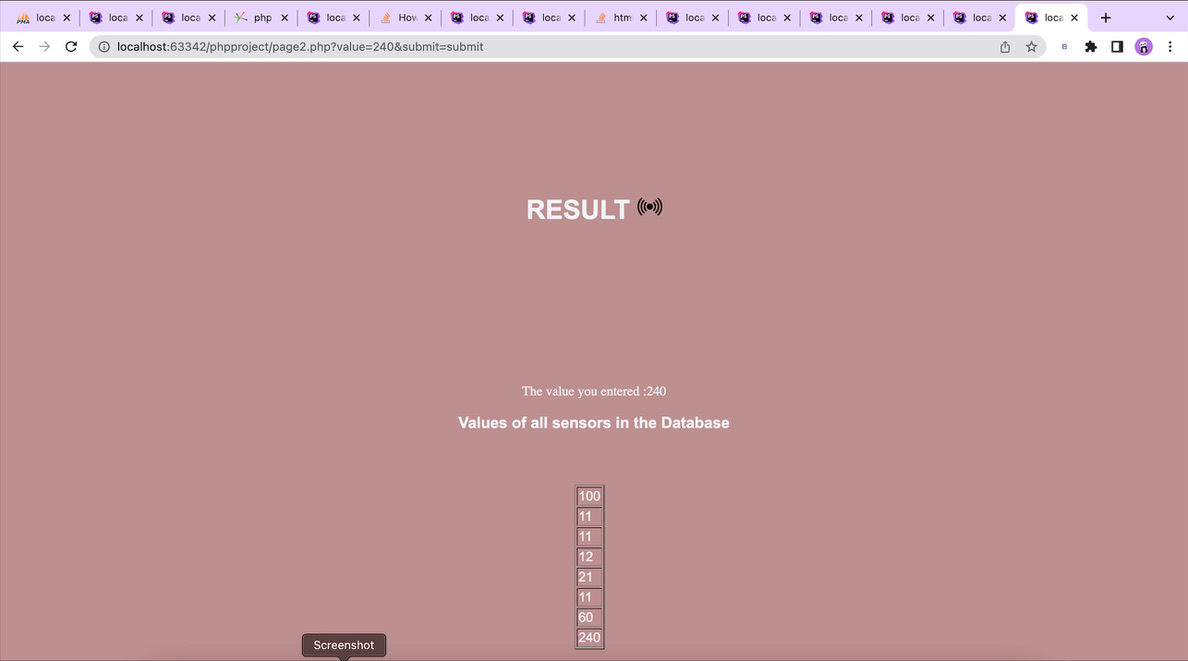 loca loca loca php loca How loca loca htm loca loca loca loca loca loca
localhost:63342/phpproject/page2.php?value=240&submit=submit
RESULT
The value you entered :240
Values of all sensors in the Database
100
11
11
12
21
11
60
240
Screenshot